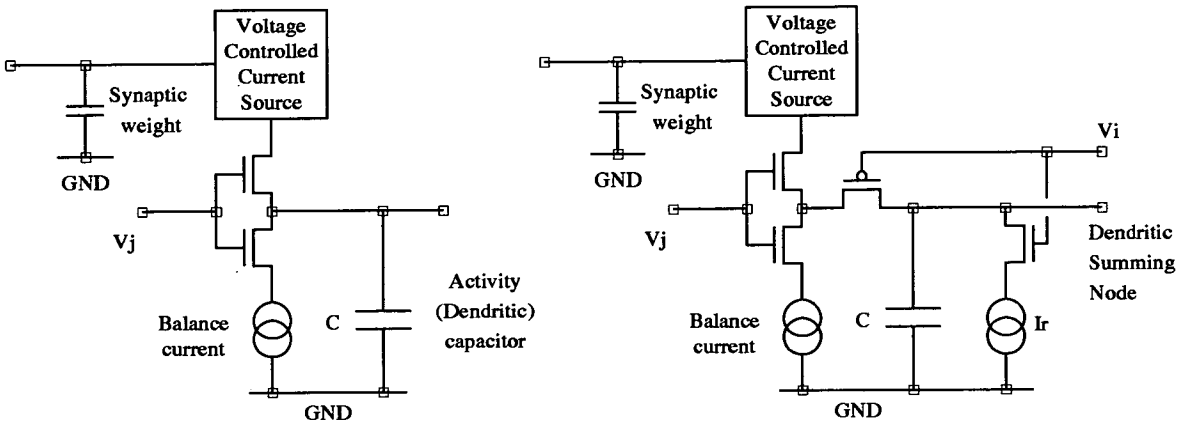 Voltage
Controlled
Current
Source
Synaptic
weight
GND
Vj
Balance
current
C
Activity
(Dendritic)
capacitor
GND
Voltage
Controlled
Current
Source
Synaptic
weight
GND
Vi
Vj
Dendritic
Summing
Node
Balance
current
C
Ir
GND